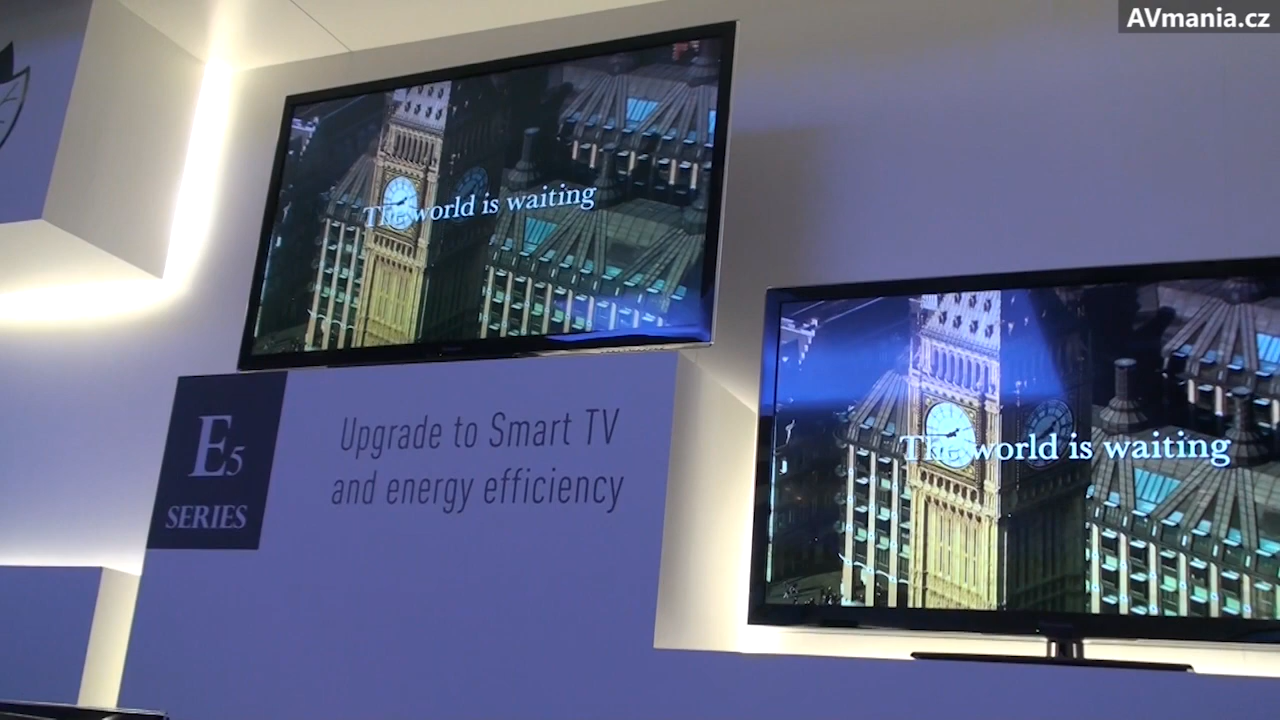 AVmania.cz
The world is waiting
E5
SERIES
Upgrade to Smart TV
and energy efficiency
The world is waiting